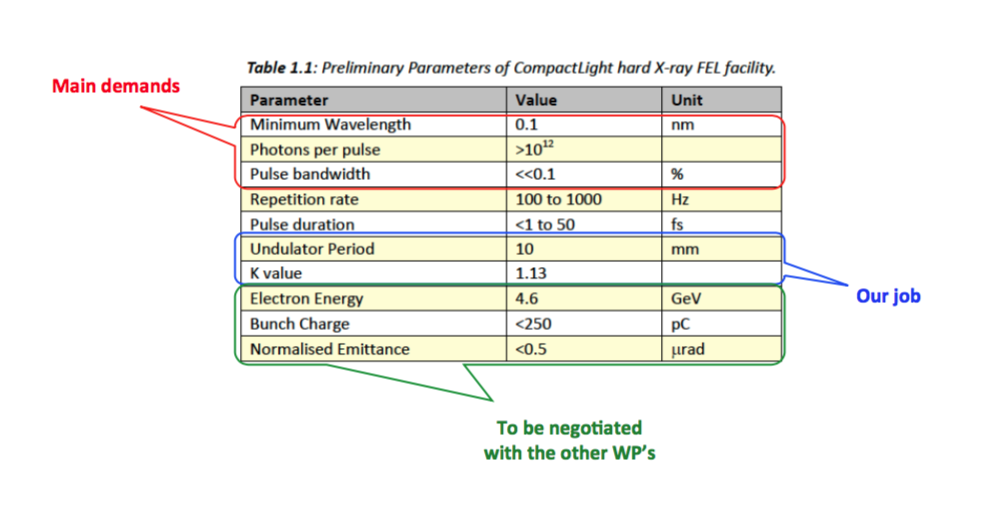 Table 1.1: Preliminary Parameters of CompactLight hard X-ray FEL facility.
Main demands
Parameter Value Unit
Minimum Wavelength 0.1 nm
Photons per pulse >10¹²
Pulse bandwidth <<0.1 %
Repetition rate 100 to 1000 Hz
Pulse duration <1 to 50 fs
Undulator Period 10 mm
K value 1.13
Our job
Electron Energy 4.6 GeV
Bunch Charge <250 pC
Normalised Emittance <0.5 μrad
To be negotiated
with the other WP's